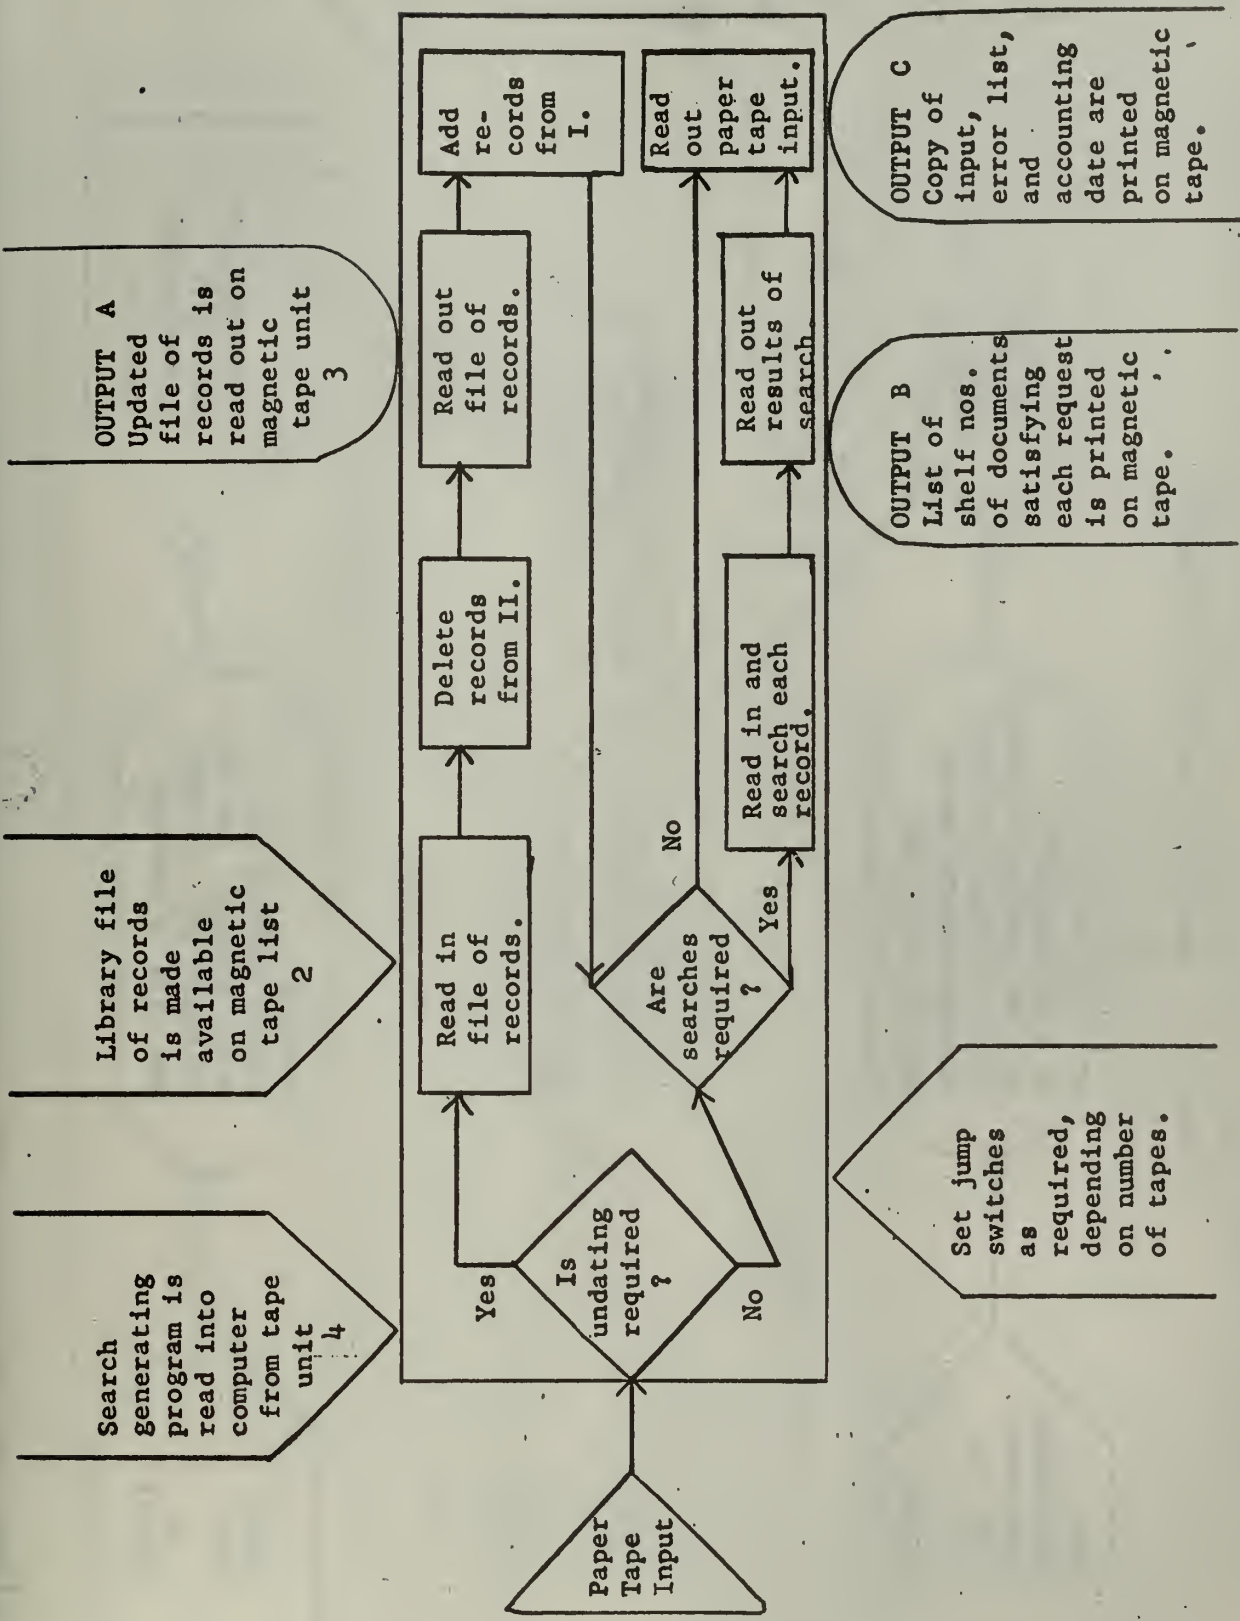 Search
generating
program is
read into
computer
from tape
unit
4
Library file
of records
is made
available
on magnetic
tape list
2
OUTPUT A
Updated
file of
records is
read out on
magnetic
tape unit
3
Paper
Tape
Input
Is
undating
required
?
Yes
No
Read in
file of
records.
Delete
records
from II.
Read out
file of
records.
Add
re-
cords
from
I.
Are
searches
required
?
No
Yes
Read in and
search each
record.
Read out
results of
search.
Read
out
paper
tape
input.
Set jump
switches
as
required,
depending
on number
of tapes.
OUTPUT B
List of
shelf nos.
of documents
satisfying
each request
is printed
on magnetic
tape.
OUTPUT C
Copy of
input,
error list,
and
accounting
date are
printed
on magnetic
tape.